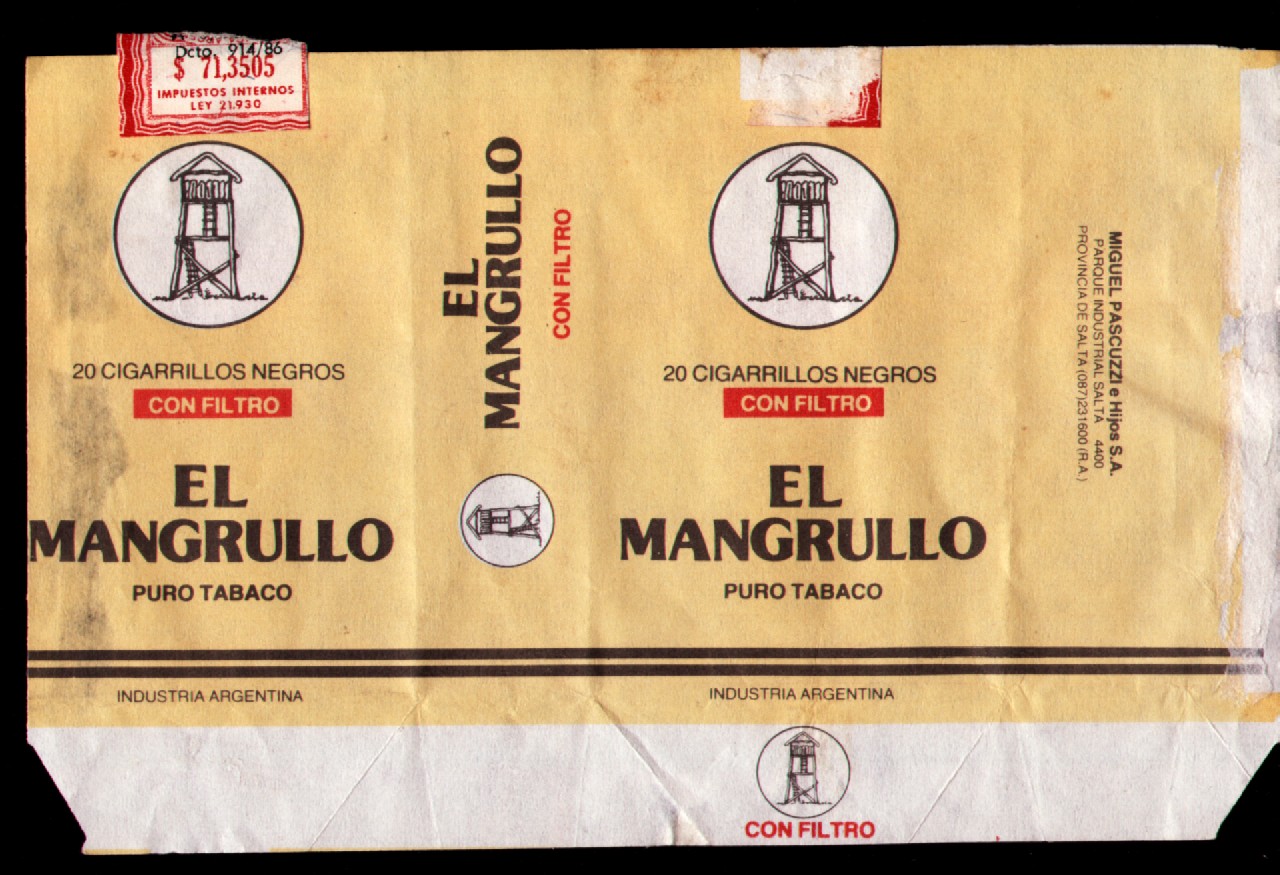 Dcto. 914/86
$ 71,3505
IMPUESTOS INTERNOS
LEY 21.930
20 CIGARRILLOS NEGROS
CON FILTRO
EL
MANGRULLO
PURO TABACO
INDUSTRIA ARGENTINA
EL
MANGRULLO
CON FILTRO
20 CIGARRILLOS NEGROS
CON FILTRO
EL
MANGRULLO
PURO TABACO
INDUSTRIA ARGENTINA
CON FILTRO
MIGUEL PASCUZZI e Hijos S.A.
PARQUE INDUSTRIAL SALTA 4400
PROVINCIA DE SALTA (087)231600 (R.A.)